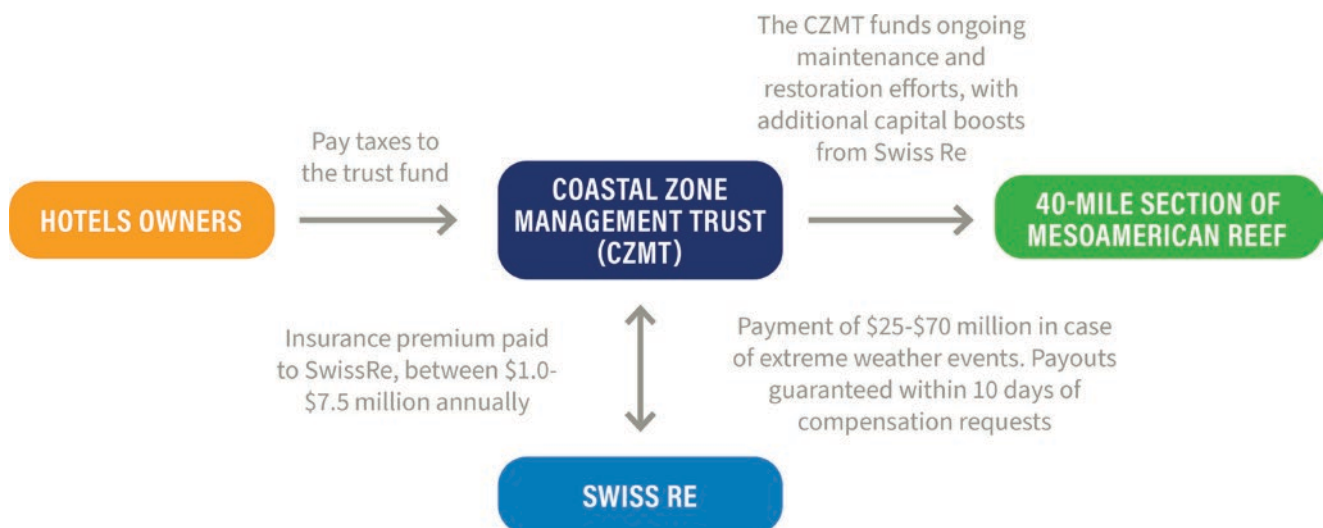 The CZMT funds ongoing
maintenance and
restoration efforts, with
additional capital boosts
from Swiss Re
Pay taxes to
the trust fund
HOTELS OWNERS
COASTAL ZONE
MANAGEMENT TRUST
(CZMT)
40-MILE SECTION OF
MESOAMERICAN REEF
Insurance premium paid
to SwissRe, between $1.0-
$7.5 million annually
Payment of $25-$70 million in case
of extreme weather events. Payouts
guaranteed within 10 days of
compensation requests
SWISS RE